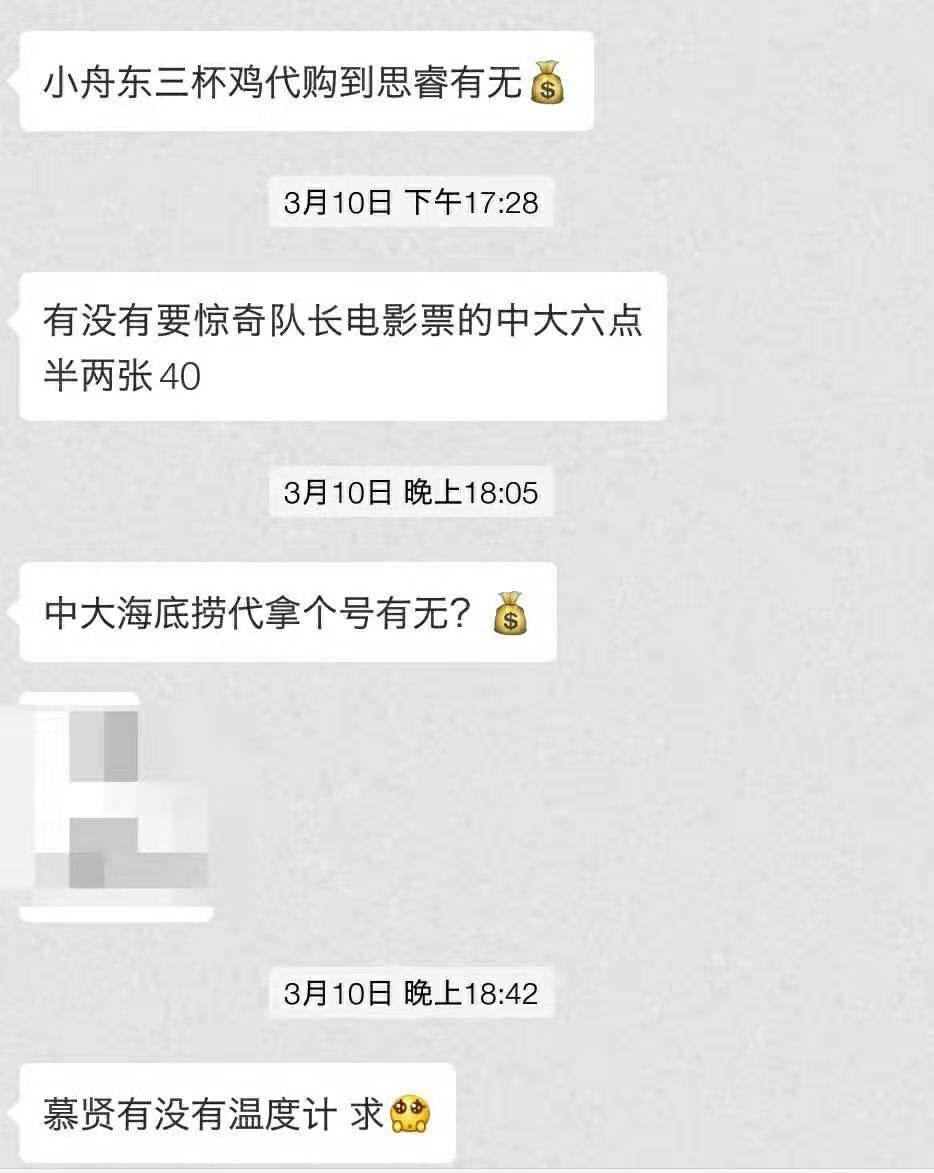 小舟东三杯鸡代购到思睿有无💰
3月10日 下午17:28
有没有要惊奇队长电影票的中大六点
半两张40
3月10日 晚上18:05
中大海底捞代拿个号有无？💰
3月10日 晚上18:42
慕贤有没有温度计 求🥺